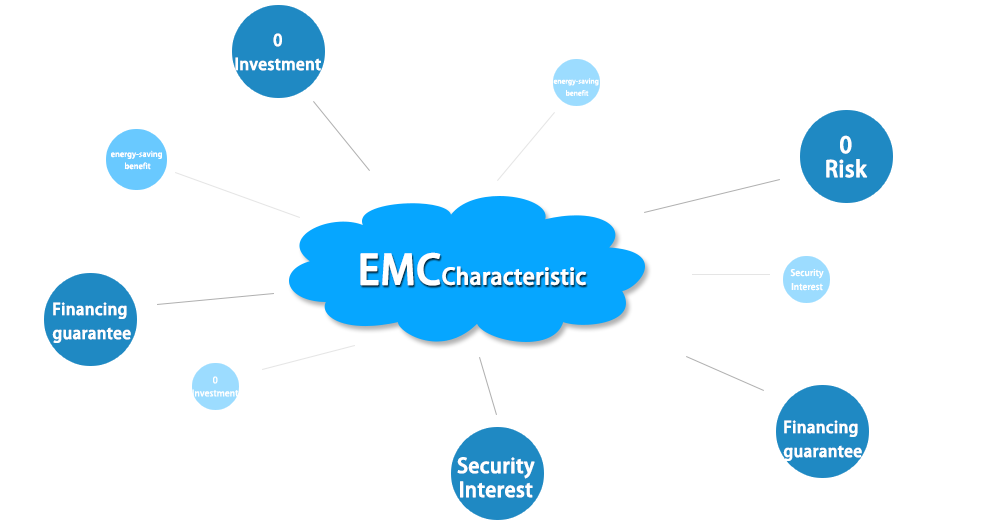 0
Investment
energy-saving
benefit
0
Risk
energy-saving
benefit
EMC Characteristic
Security
Interest
Financing
guarantee
0
Investment
Financing
guarantee
Security
Interest